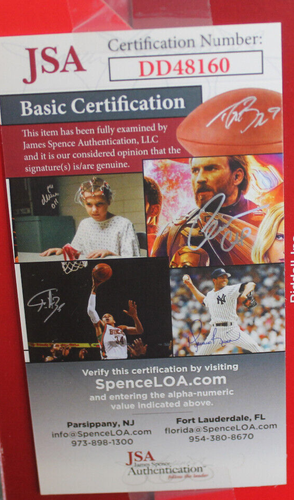 JSA
Certification Number:
DD48160
Basic Certification
This item has been fully examined by
James Spence Authentication, LLC
and it is our considered opinion that the
signature(s) is/are genuine.
Verify this certification by visiting
SpenceLOA.com
and entering the alpha-numeric
value indicated above.
Parsippany, NJ
info@SpenceLOA.com
973-898-1300
Fort Lauderdale, FL
florida@SpenceLOA.com
954-380-8670
JSA
James Spence
Authentication